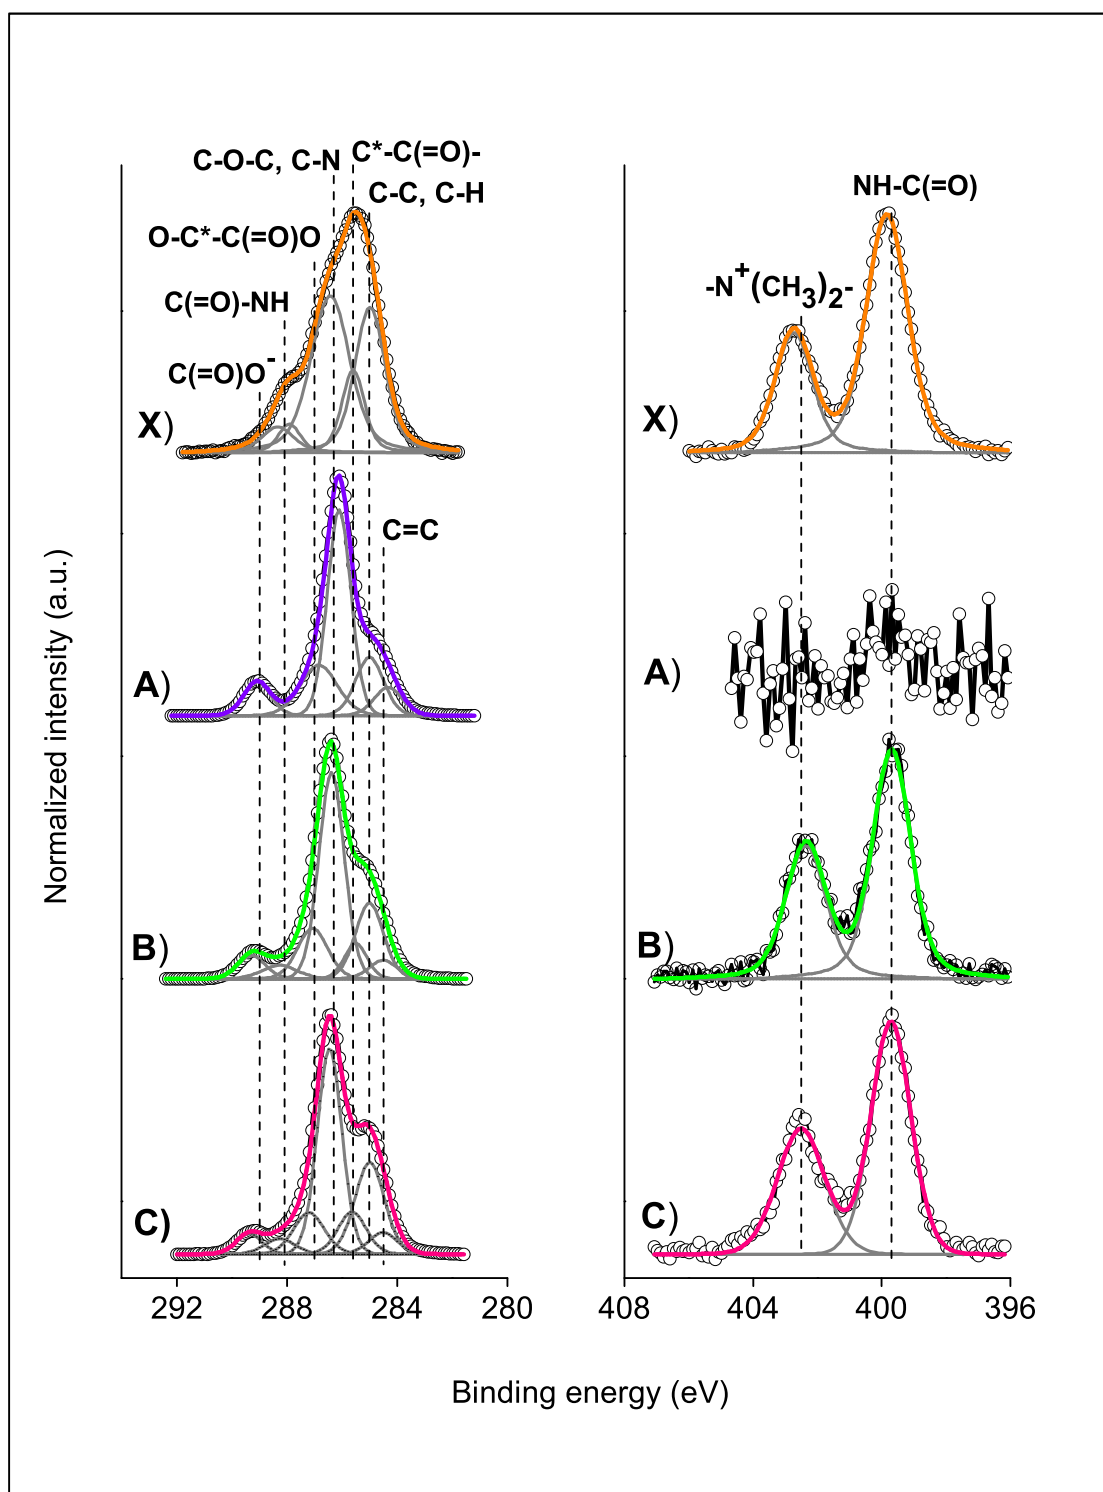 C-O-C, C-N C*-C(=O)-
C-C, C-H
O-C*-C(=O)O
C(=O)-NH
C(=O)O-
X)
C=C
A)
B)
C)
NH-C(=O)
-N+(CH3)2-
X)
A)
B)
C)
Normalized intensity (a.u.)
292 288 284 280
408 404 400 396
Binding energy (eV)